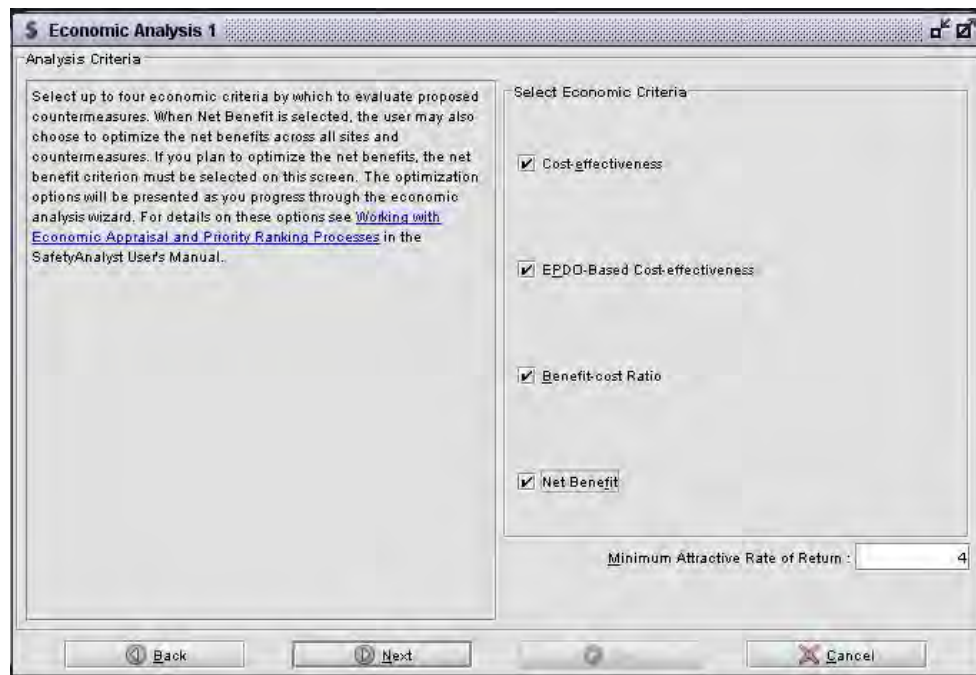 $ Economic Analysis 1
Analysis Criteria
Select up to four economic criteria by which to evaluate proposed
countermeasures. When Net Benefit is selected, the user may also
choose to optimize the net benefits across all sites and
countermeasures. If you plan to optimize the net benefits, the net
benefit criterion must be selected on this screen. The optimization
options will be presented as you progress through the economic
analysis wizard. For details on these options see Working with
Economic Appraisal and Priority Ranking Processes in the
SafetyAnalyst User's Manual.
Select Economic Criteria
Cost-effectiveness
EPDO-Based Cost-effectiveness
Benefit-cost Ratio
Net Benefit
Minimum Attractive Rate of Return : 4
Back
Next
Cancel